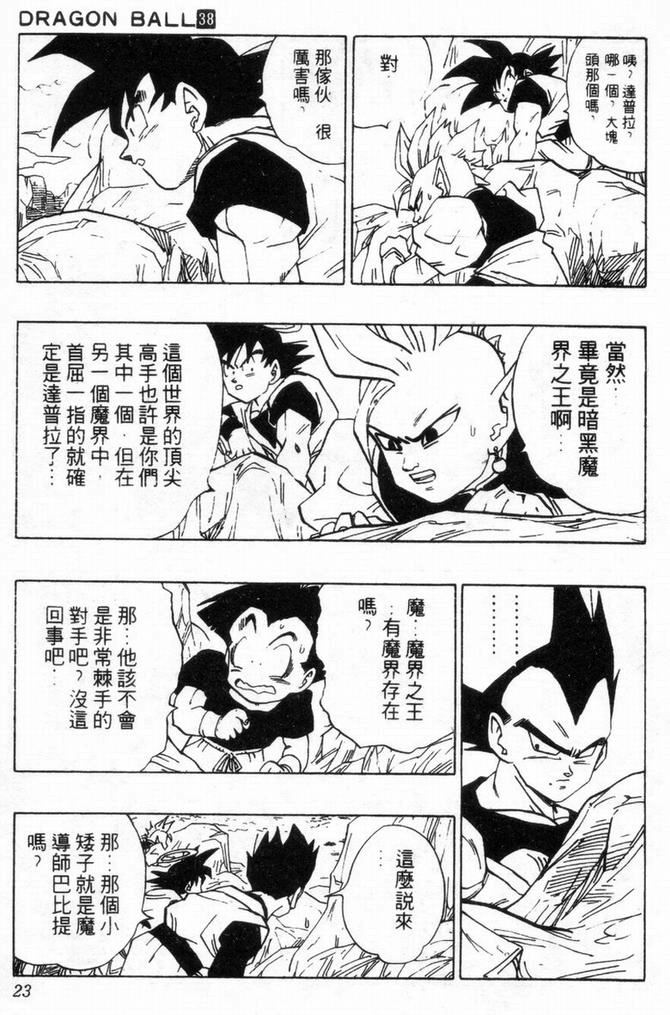 DRAGON BALL 38
咦，達普拉，
哪一個，大塊
頭那個嗎，
對…
那傢伙…很
厲害嗎，
當然…
畢竟是暗黑魔
界之王啊…
這個世界的頂尖
高手也許是你們
其中一個，但在
另一個魔界中，
首屈一指的就確
定是達普拉了…
………
……
魔…魔界之王
…有魔界存在
嗎，
那…他該不會
是非常棘手的
對手吧，沒這
回事吧…
這麼說來
…
那…那個小
矮子就是魔
導師巴比提
嗎，
23